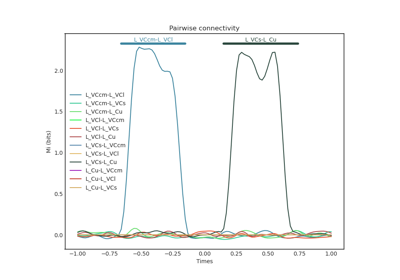 Pairwise connectivity
L_VCcm-L_VCl
L_VCs-L_Cu
MI (bits)
2.0
1.5
1.0
0.5
0.0
L_VCcm-L_VCl
L_VCcm-L_VCs
L_VCcm-L_Cu
L_VCl-L_VCcm
L_VCl-L_VCs
L_VCl-L_Cu
L_VCs-L_VCcm
L_VCs-L_VCl
L_VCs-L_Cu
L_Cu-L_VCcm
L_Cu-L_VCl
L_Cu-L_VCs
−1.00 −0.75 −0.50 −0.25 0.00 0.25 0.50 0.75 1.00
Times